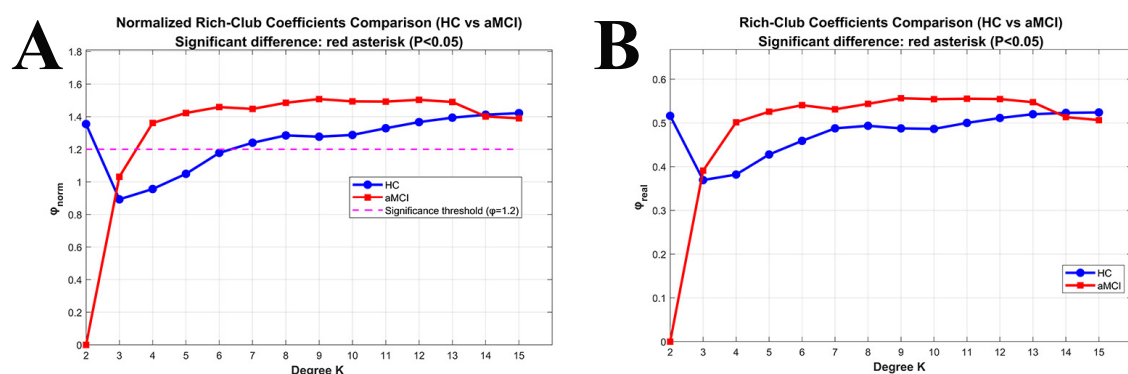 A
Normalized Rich-Club Coefficients Comparison (HC vs aMCI)
Significant difference: red asterisk (P<0.05)
1.8
1.6
1.4
1.2
1
0.8
0.6
0.4
0.2
0
φnorm
HC
aMCI
Significance threshold (φ=1.2)
2 3 4 5 6 7 8 9 10 11 12 13 14 15
Degree K
B
Rich-Club Coefficients Comparison (HC vs aMCI)
Significant difference: red asterisk (P<0.05)
0.6
0.5
0.4
0.3
0.2
0.1
0
φreal
HC
aMCI
2 3 4 5 6 7 8 9 10 11 12 13 14 15
Degree K